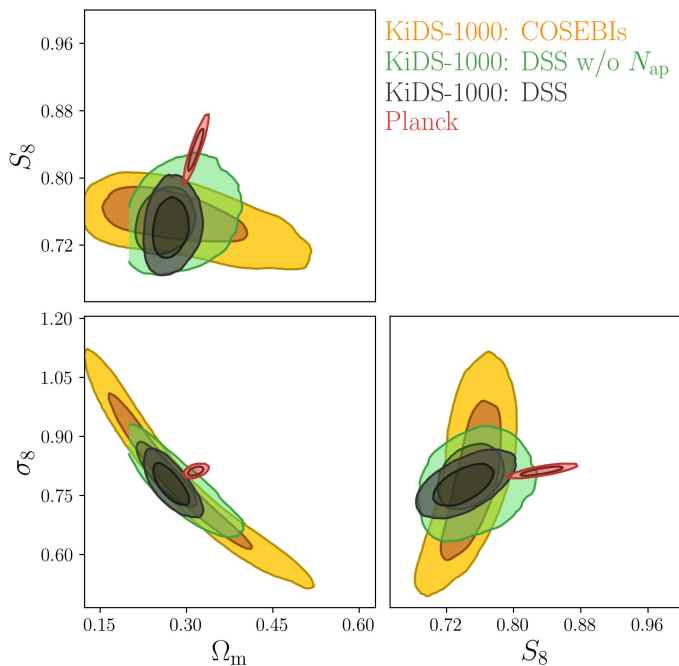 KiDS-1000: COSEBIs
KiDS-1000: DSS w/o N_ap
KiDS-1000: DSS
Planck
S_8
0.96
0.88
0.80
0.72
σ_8
1.20
1.05
0.90
0.75
0.60
0.15 0.30 0.45 0.60
Ω_m
0.72 0.80 0.88 0.96
S_8